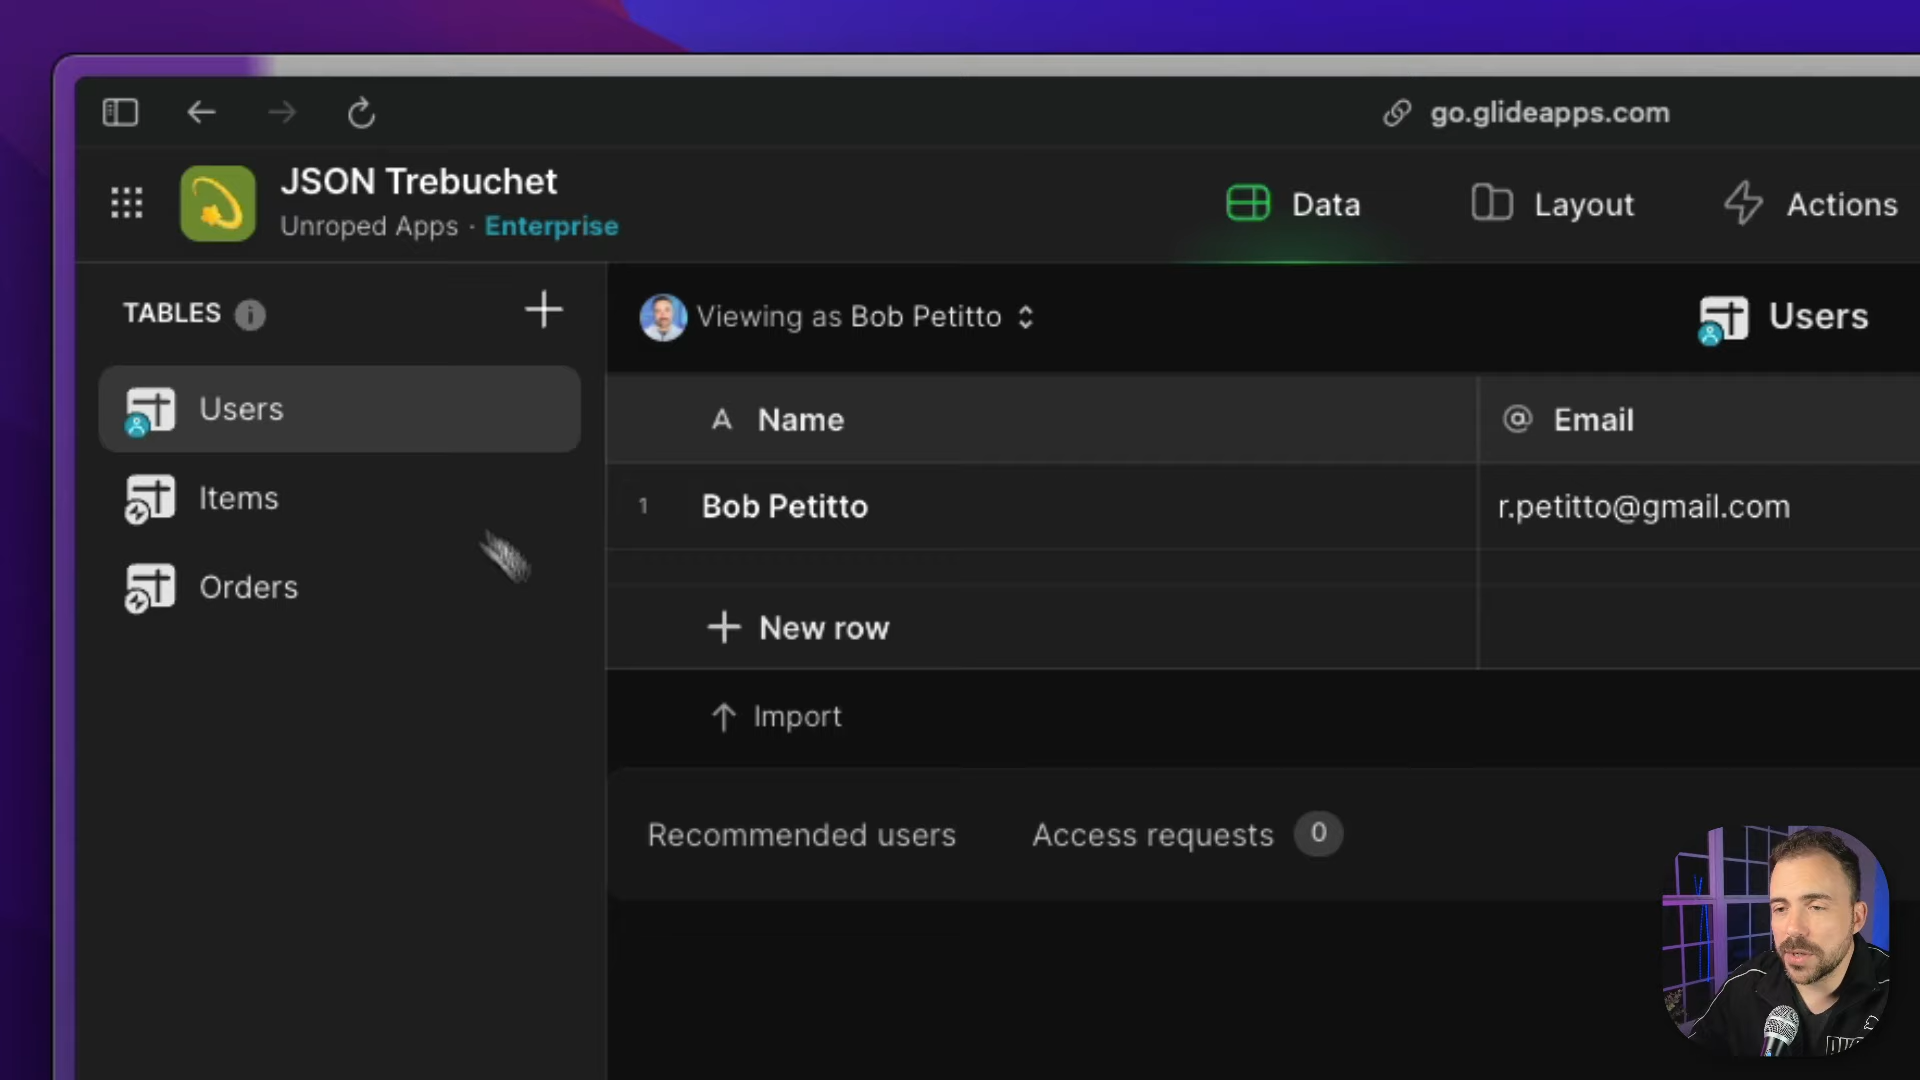 go.glideapps.com
JSON Trebuchet
Unroped Apps · Enterprise
Data
Layout
Actions
TABLES
Viewing as Bob Petitto
Users
Users
Items
Orders
Name
Email
1
Bob Petitto
r.petitto@gmail.com
New row
Import
Recommended users
Access requests
0